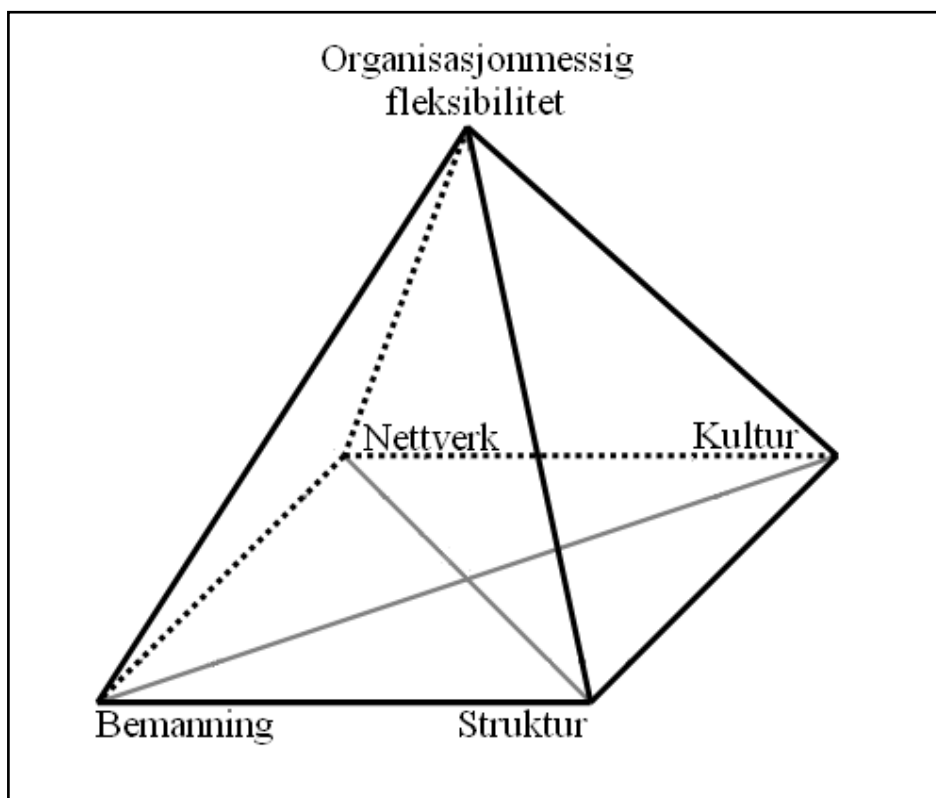 Organisasjonmessig
fleksibilitet
Nettverk
Kultur
Bemanning
Struktur